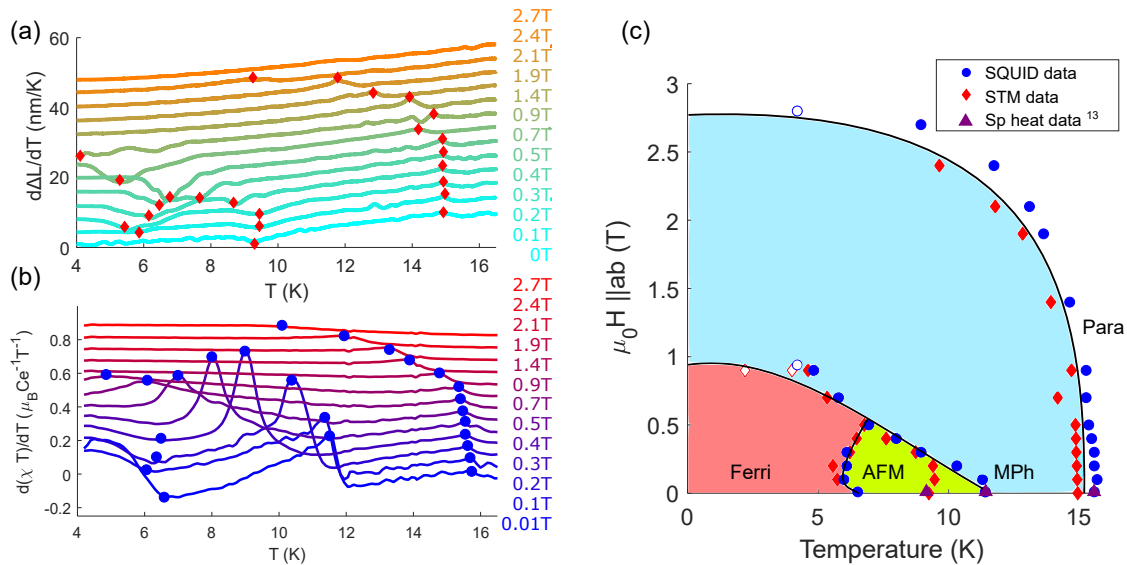 (a)
60
40
20
0
dΔL/dT (nm/K)
4
6
8
10
12
14
16
T (K)
2.7T
2.4T
2.1T
1.9T
1.4T
0.9T
0.7T
0.5T
0.4T
0.3T
0.2T
0.1T
0T
(b)
0.8
0.6
0.4
0.2
0
-0.2
d(χ T)/dT (μBCe⁻¹T⁻¹)
4
6
8
10
12
14
16
T (K)
2.7T
2.4T
2.1T
1.9T
1.4T
0.9T
0.7T
0.5T
0.4T
0.3T
0.2T
0.1T
0.01T
(c)
SQUID data
STM data
Sp heat data ¹³
3
2.5
2
1.5
1
0.5
0
μ₀H ||ab (T)
Para
Ferri
AFM
MPh
0
5
10
15
Temperature (K)